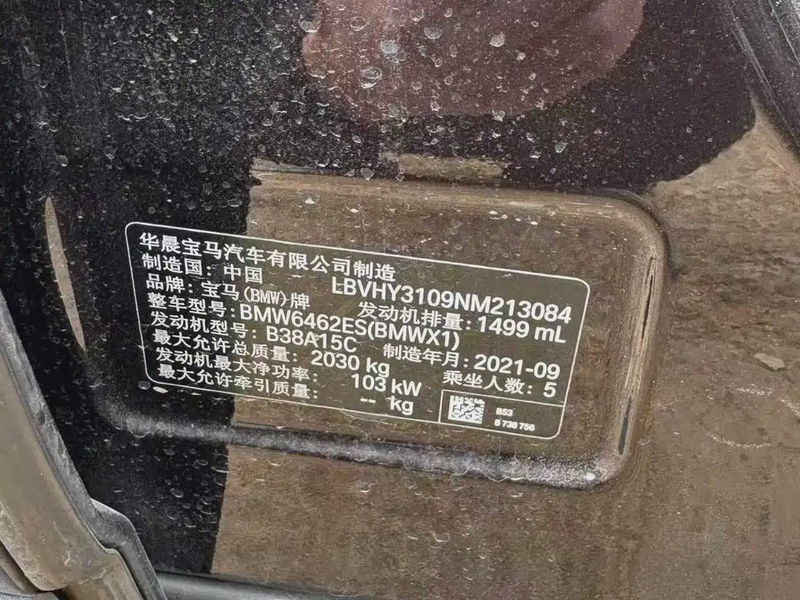 华晨宝马汽车有限公司制造
制造国：中国 LBVHY3109NM213084
品牌：宝马(BMW)牌 发动机排量：1499 mL
整车型号：BMW6462ES(BMWX1)
发动机型号：B38A15C 制造年月：2021-09
最大允许总质量：2030 kg 乘坐人数：5
发动机最大净功率：103 kW
最大允许牵引质量：-- kg
B53
8 738 756